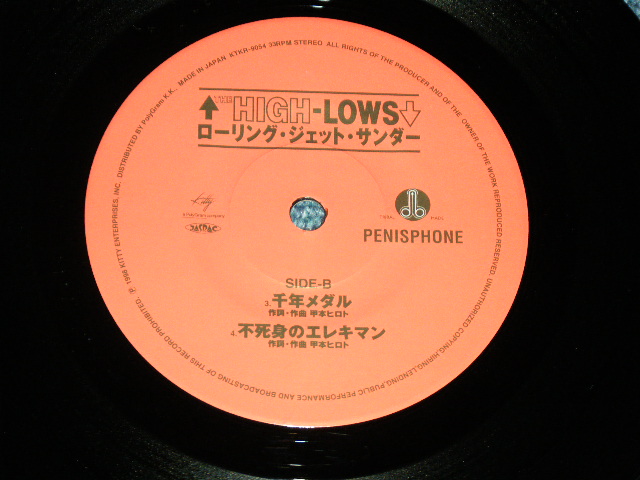 ℗ 1998 KITTY ENTERPRISES, INC. DISTRIBUTED BY PolyGram K.K., MADE IN JAPAN. KTKR-9054 33RPM STEREO. ALL RIGHTS OF THE PRODUCER AND OF THE OWNER OF THE WORK REPRODUCED RESERVED. UNAUTHORIZED COPYING,HIRING,LENDING,PUBLIC PERFORMANCE AND BROADCASTING OF THIS RECORD PROHIBITED.
↑THE HIGH-LOWS↓
ローリング・ジェット・サンダー
Kitty
JASRAC
PENISPHONE
SIDE-B
3. 千年メダル
作詞・作曲 甲本ヒロト
4. 不死身のエレキマン
作詞・作曲 甲本ヒロト